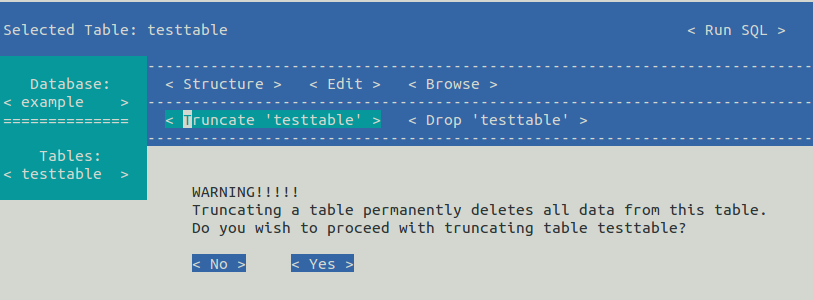 Selected Table: testtable < Run SQL >
Database:
< example >
==============
Tables:
< testtable >
< Structure > < Edit > < Browse >
< Truncate 'testtable' > < Drop 'testtable' >
WARNING!!!!!
Truncating a table permanently deletes all data from this table.
Do you wish to proceed with truncating table testtable?
< No > < Yes >